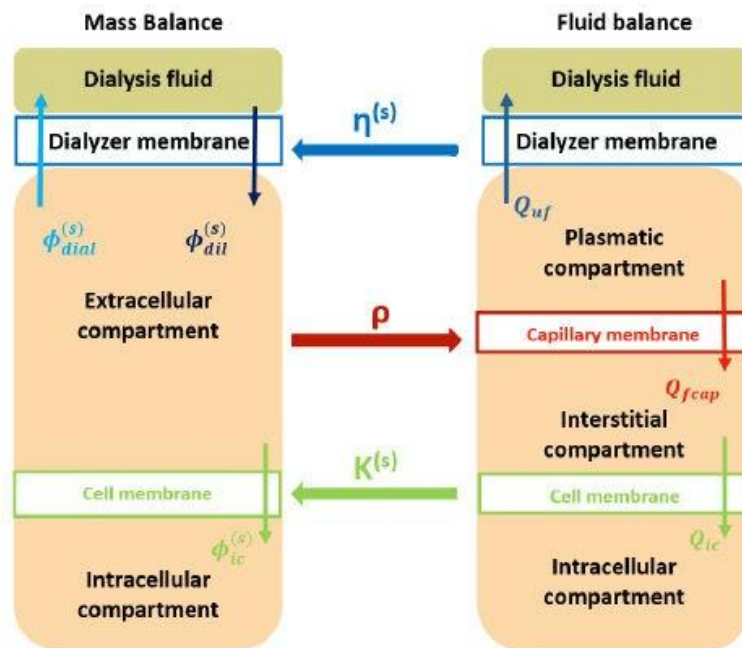 Mass Balance
Fluid balance
Dialysis fluid
Dialysis fluid
η(s)
Dialyzer membrane
Dialyzer membrane
ϕ(s)dial
ϕ(s)dil
Quf
Plasmatic
compartment
Extracellular
compartment
ρ
Capillary membrane
Qfcap
Interstitial
compartment
K(s)
Cell membrane
Cell membrane
ϕ(s)ic
Qic
Intracellular
compartment
Intracellular
compartment